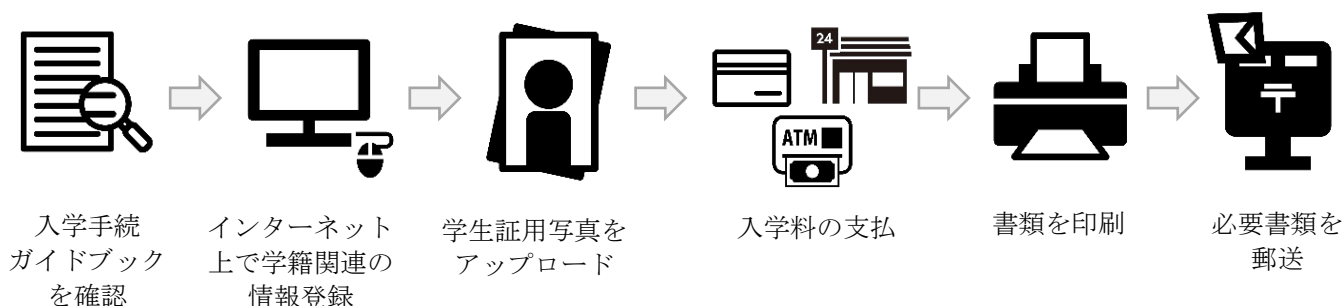 24
ATM
〒
入学手続
ガイドブック
を確認
インターネット
上で学籍関連の
情報登録
学生証用写真を
アップロード
入学料の支払
書類を印刷
必要書類を
郵送